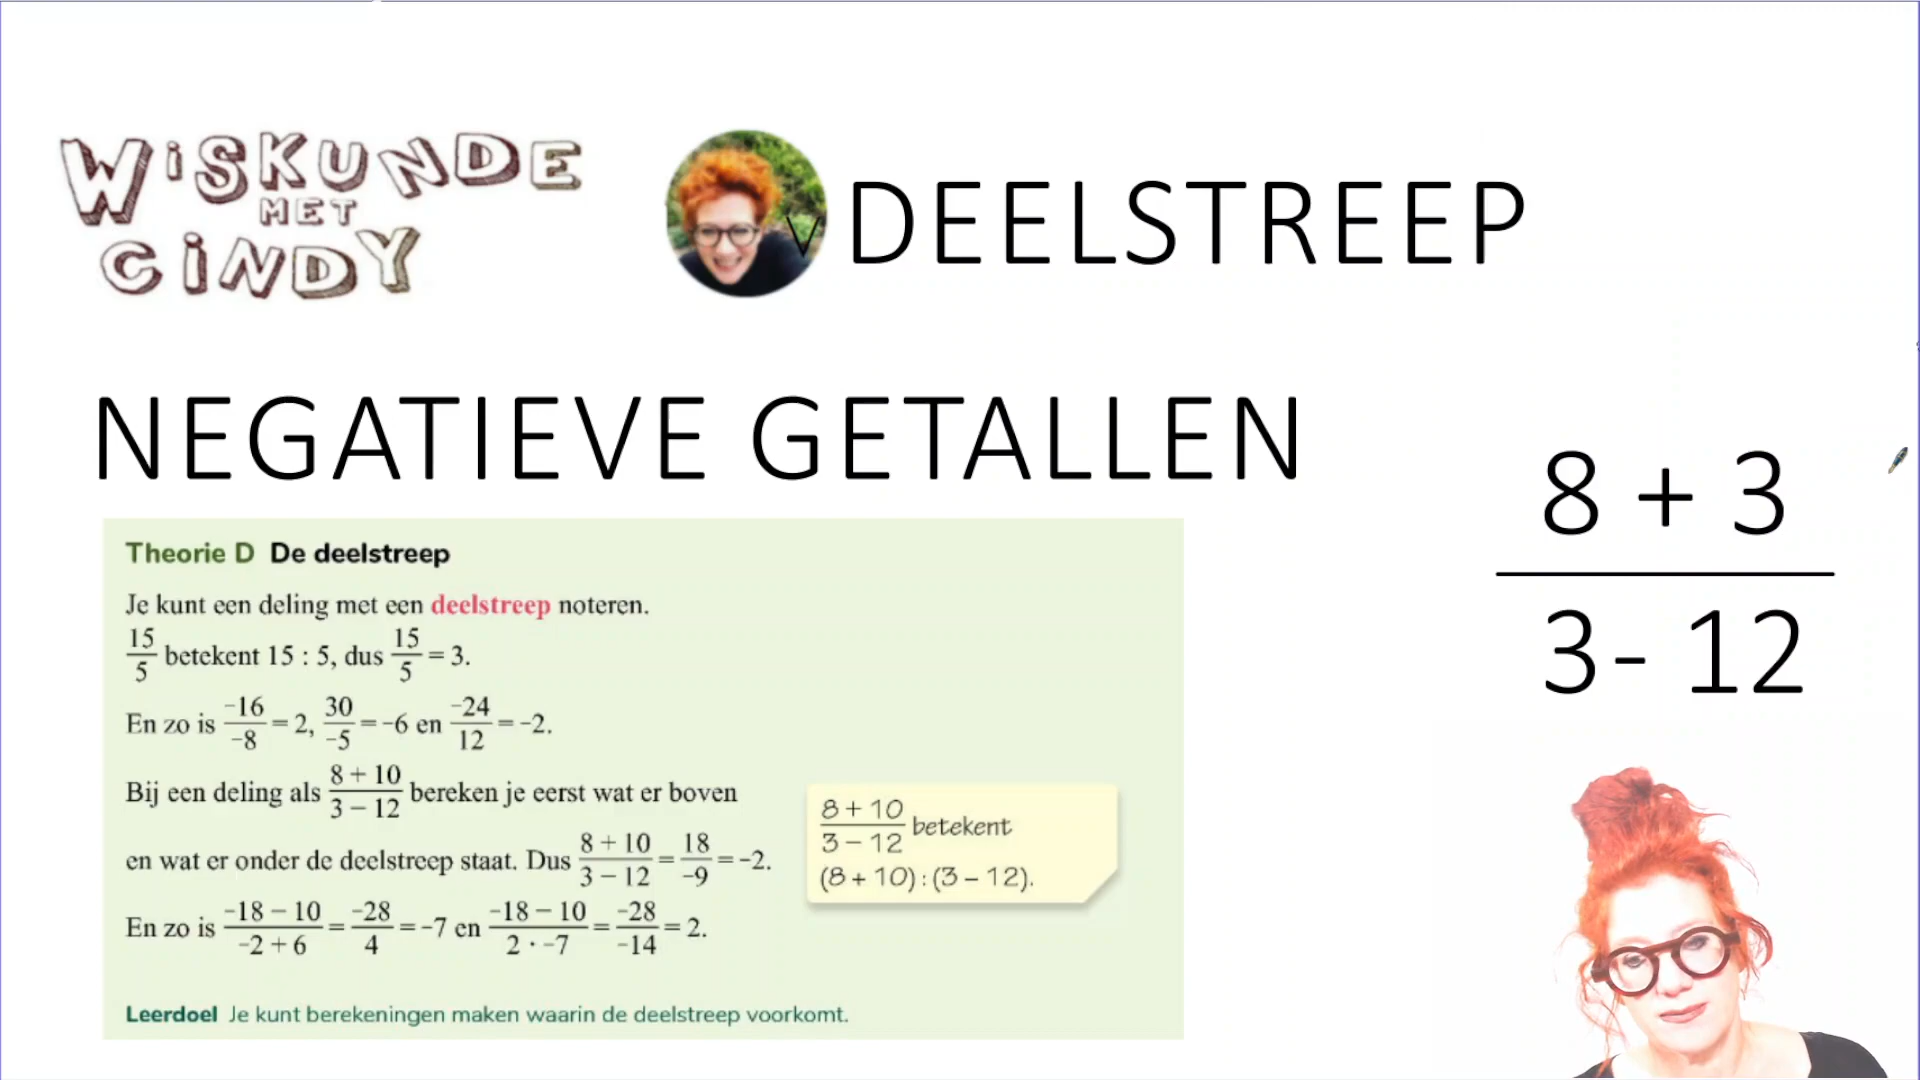 WiSKUNDE
MET
CiNDY
V DEELSTREEP
NEGATIEVE GETALLEN
8 + 3
3- 12
Theorie D De deelstreep
Je kunt een deling met een deelstreep noteren.
15/5 betekent 15 : 5, dus 15/5 = 3.
En zo is -16/-8 = 2, 30/-5 = -6 en -24/12 = -2.
Bij een deling als (8 + 10)/(3 – 12) bereken je eerst wat er boven
en wat er onder de deelstreep staat. Dus (8 + 10)/(3 – 12) = 18/-9 = -2.
En zo is (-18 – 10)/(-2 + 6) = -28/4 = -7 en (-18 – 10)/(2 · -7) = -28/-14 = 2.
(8 + 10)/(3 – 12) betekent
(8 + 10) : (3 – 12).
Leerdoel Je kunt berekeningen maken waarin de deelstreep voorkomt.